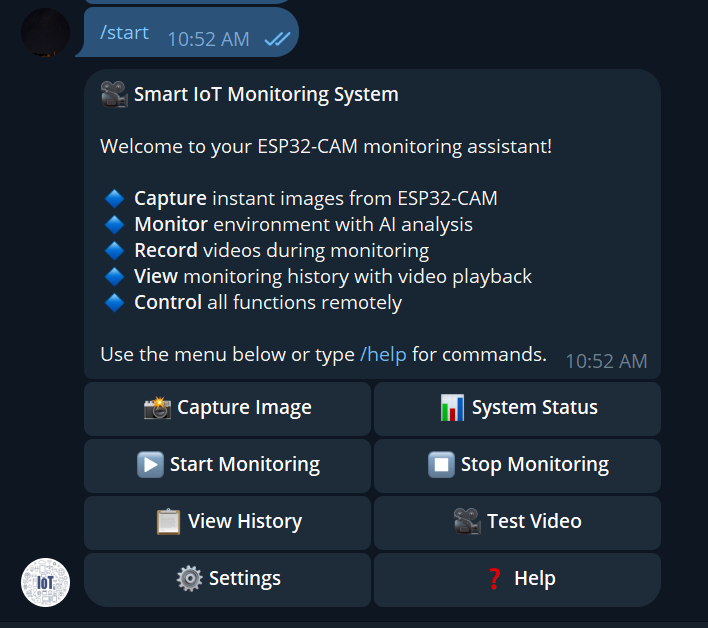 /start 10:52 AM
Smart IoT Monitoring System
Welcome to your ESP32-CAM monitoring assistant!
Capture instant images from ESP32-CAM
Monitor environment with AI analysis
Record videos during monitoring
View monitoring history with video playback
Control all functions remotely
Use the menu below or type /help for commands. 10:52 AM
Capture Image
System Status
Start Monitoring
Stop Monitoring
View History
Test Video
Settings
Help
IoT